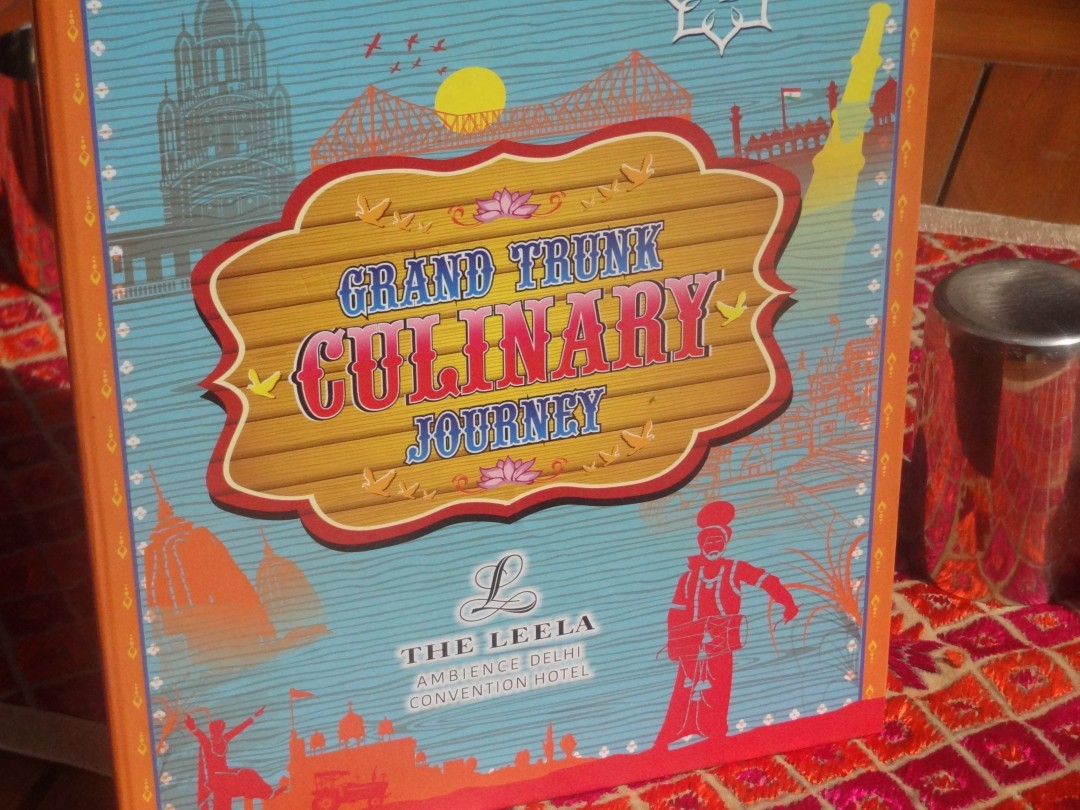 GRAND TRUNK
CULINARY
JOURNEY
L
THE LEELA
AMBIENCE DELHI
CONVENTION HOTEL